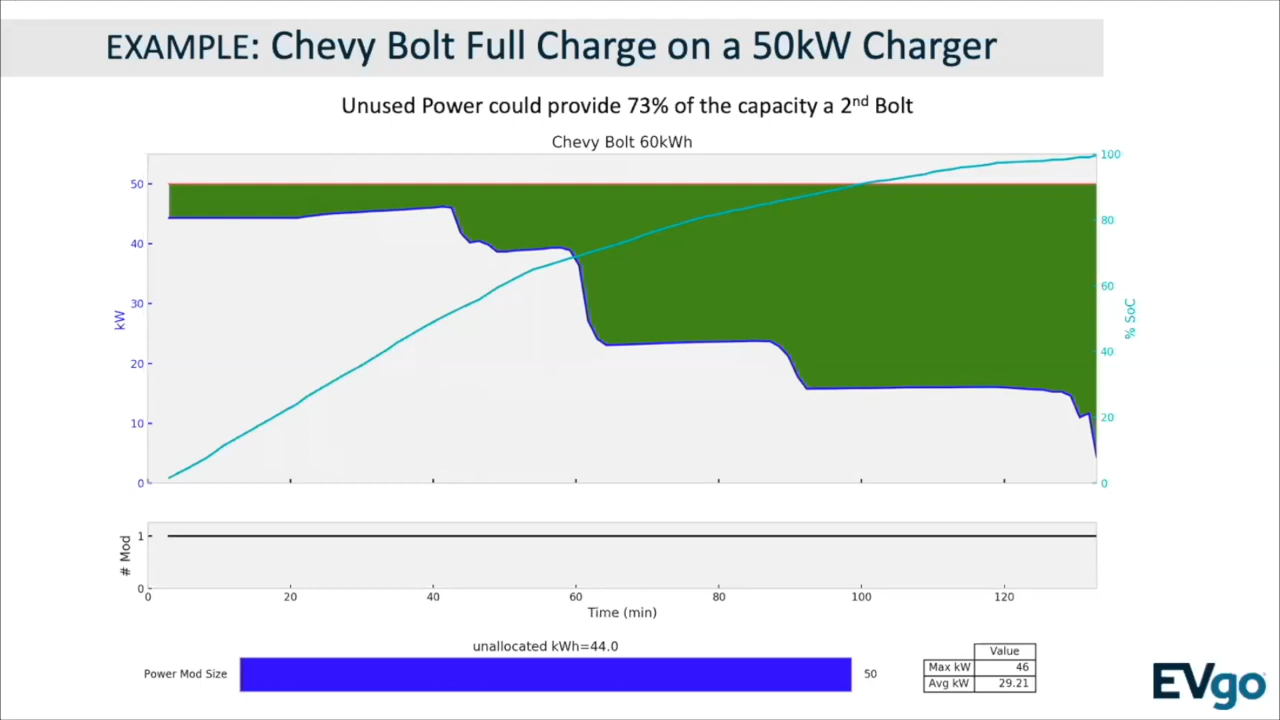 EXAMPLE: Chevy Bolt Full Charge on a 50kW Charger
Unused Power could provide 73% of the capacity a 2nd Bolt
Chevy Bolt 60kWh
50
40
30
20
10
0
kW
100
80
60
40
20
0
% SoC
1
0
# Mod
0 20 40 60 80 100 120
Time (min)
unallocated kWh=44.0
Power Mod Size
50
Value
Max kW 46
Avg kW 29.21
EVgo